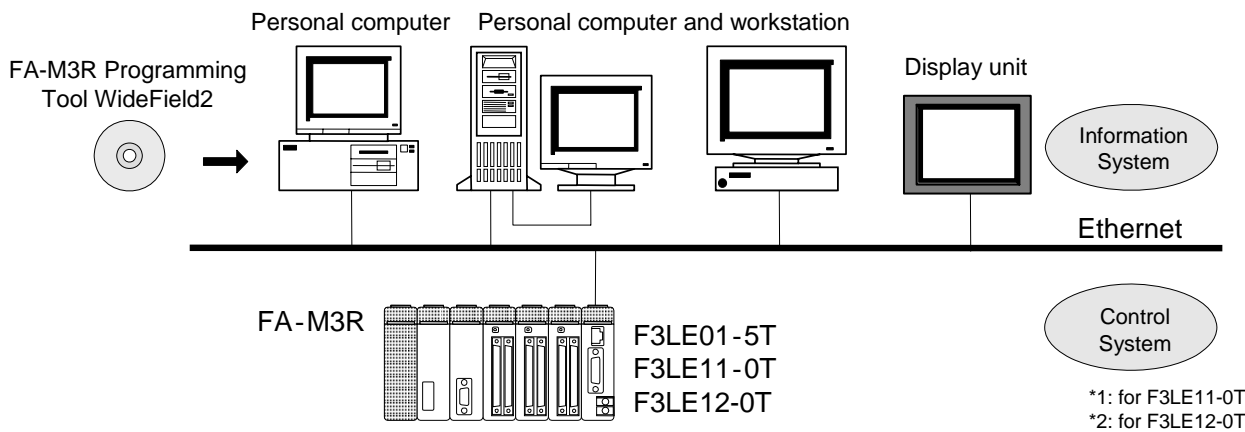 Personal computer
Personal computer and workstation
FA-M3R Programming
Tool WideField2
Display unit
Information
System
Ethernet
FA-M3R
F3LE01-5T
F3LE11-0T
F3LE12-0T
Control
System
*1: for F3LE11-0T
*2: for F3LE12-0T